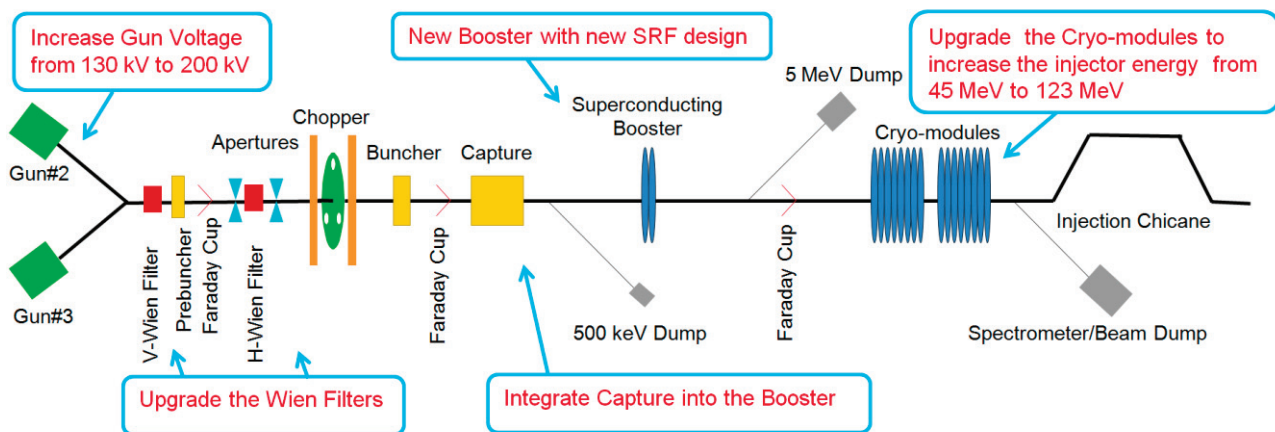 Increase Gun Voltage
from 130 kV to 200 kV
New Booster with new SRF design
Upgrade the Cryo-modules to
increase the injector energy from
45 MeV to 123 MeV
5 MeV Dump
Superconducting
Booster
Chopper
Apertures
Buncher
Capture
Cryo-modules
Gun#2
Gun#3
V-Wien Filter
Prebuncher
Faraday Cup
H-Wien Filter
Faraday Cup
500 keV Dump
Faraday Cup
Injection Chicane
Spectrometer/Beam Dump
Upgrade the Wien Filters
Integrate Capture into the Booster